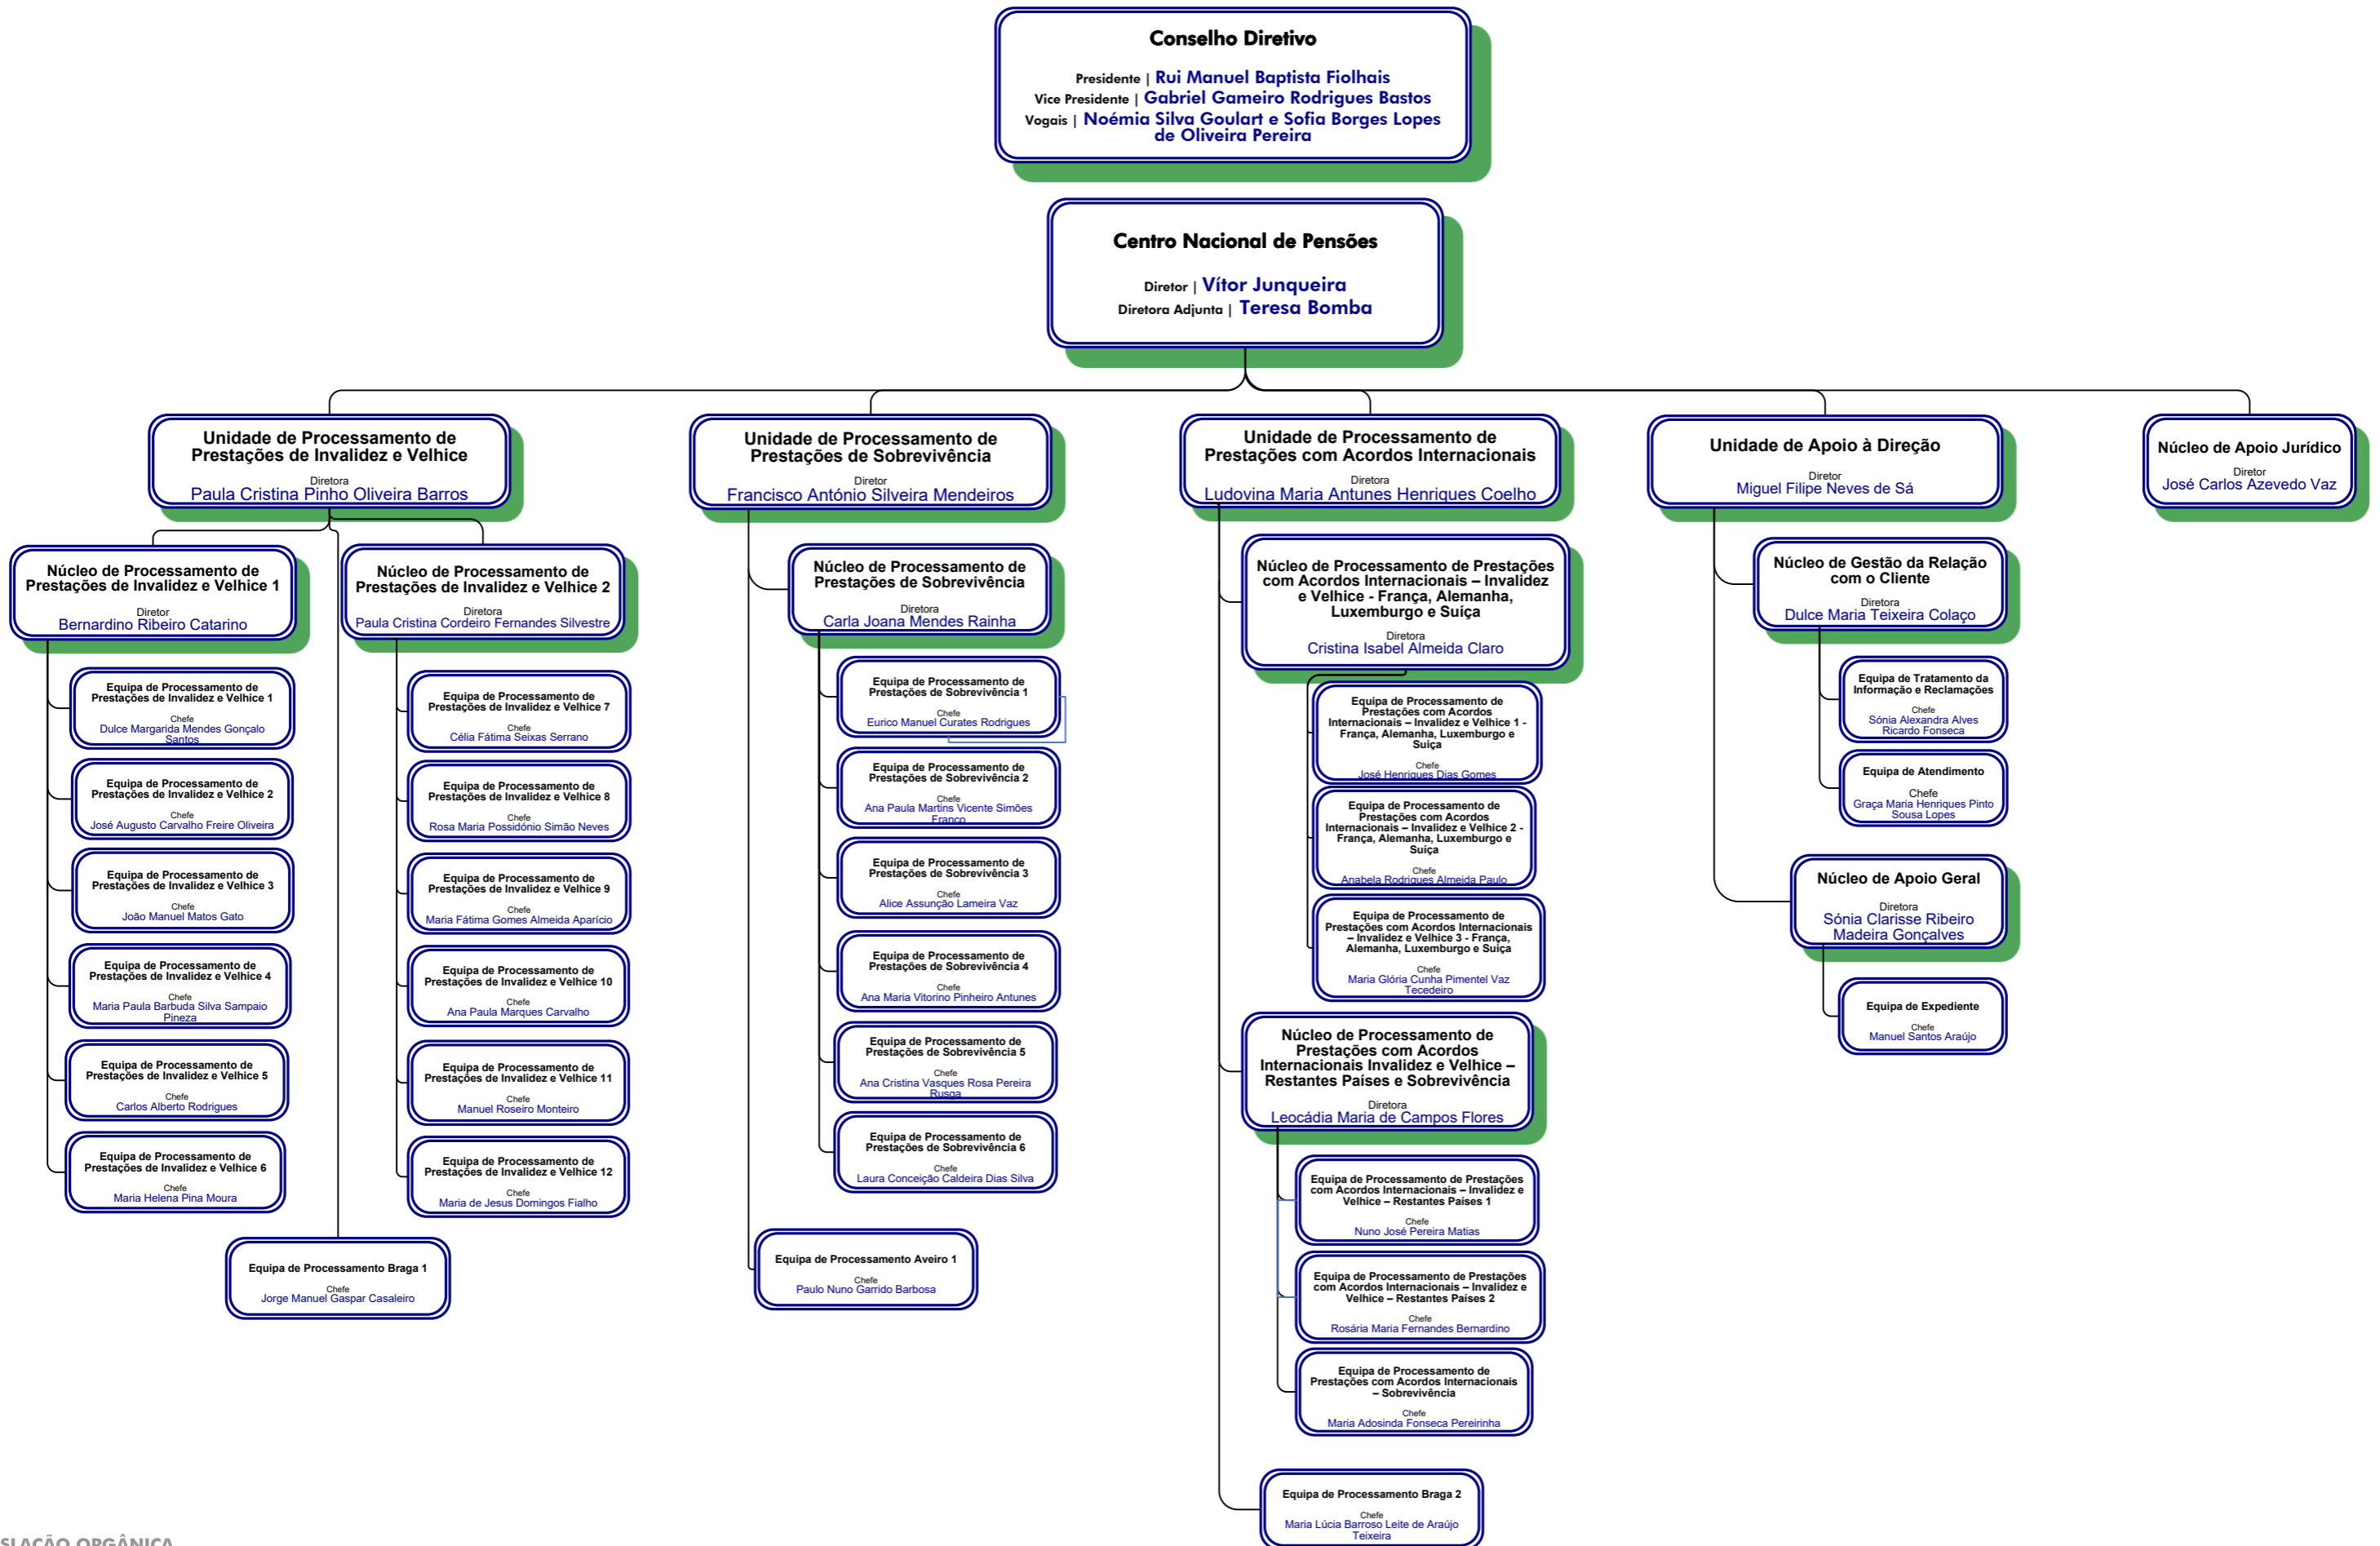 Conselho Diretivo
Presidente | Rui Manuel Baptista Fiolhais
Vice Presidente | Gabriel Gameiro Rodrigues Bastos
Vogais | Noémia Silva Goulart e Sofia Borges Lopes
de Oliveira Pereira
Centro Nacional de Pensões
Diretor | Vítor Junqueira
Diretora Adjunta | Teresa Bomba
Unidade de Processamento de
Prestações de Invalidez e Velhice
Diretora
Paula Cristina Pinho Oliveira Barros
Núcleo de Processamento de
Prestações de Invalidez e Velhice 1
Diretor
Bernardino Ribeiro Catarino
Equipa de Processamento de
Prestações de Invalidez e Velhice 1
Chefe
Dulce Margarida Mendes Gonçalo
Santos
Equipa de Processamento de
Prestações de Invalidez e Velhice 2
Chefe
José Augusto Carvalho Freire Oliveira
Equipa de Processamento de
Prestações de Invalidez e Velhice 3
Chefe
João Manuel Matos Gato
Equipa de Processamento de
Prestações de Invalidez e Velhice 4
Chefe
Maria Paula Barbuda Silva Sampaio
Pineza
Equipa de Processamento de
Prestações de Invalidez e Velhice 5
Chefe
Carlos Alberto Rodrigues
Equipa de Processamento de
Prestações de Invalidez e Velhice 6
Chefe
Maria Helena Pina Moura
Núcleo de Processamento de
Prestações de Invalidez e Velhice 2
Diretora
Paula Cristina Cordeiro Fernandes Silvestre
Equipa de Processamento de
Prestações de Invalidez e Velhice 7
Chefe
Célia Fátima Seixas Serrano
Equipa de Processamento de
Prestações de Invalidez e Velhice 8
Chefe
Rosa Maria Possidónio Simão Neves
Equipa de Processamento de
Prestações de Invalidez e Velhice 9
Chefe
Maria Fátima Gomes Almeida Aparício
Equipa de Processamento de
Prestações de Invalidez e Velhice 10
Chefe
Ana Paula Marques Carvalho
Equipa de Processamento de
Prestações de Invalidez e Velhice 11
Chefe
Manuel Roseiro Monteiro
Equipa de Processamento de
Prestações de Invalidez e Velhice 12
Chefe
Maria de Jesus Domingos Fialho
Equipa de Processamento Braga 1
Chefe
Jorge Manuel Gaspar Casaleiro
Unidade de Processamento de
Prestações de Sobrevivência
Diretor
Francisco António Silveira Mendeiros
Núcleo de Processamento de
Prestações de Sobrevivência
Diretora
Carla Joana Mendes Rainha
Equipa de Processamento de
Prestações de Sobrevivência 1
Chefe
Eurico Manuel Curates Rodrigues
Equipa de Processamento de
Prestações de Sobrevivência 2
Chefe
Ana Paula Martins Vicente Simões
Franco
Equipa de Processamento de
Prestações de Sobrevivência 3
Chefe
Alice Assunção Lameira Vaz
Equipa de Processamento de
Prestações de Sobrevivência 4
Chefe
Ana Maria Vitorino Pinheiro Antunes
Equipa de Processamento de
Prestações de Sobrevivência 5
Chefe
Ana Cristina Vasques Rosa Pereira
Rusga
Equipa de Processamento de
Prestações de Sobrevivência 6
Chefe
Laura Conceição Caldeira Dias Silva
Equipa de Processamento Aveiro 1
Chefe
Paulo Nuno Garrido Barbosa
Unidade de Processamento de
Prestações com Acordos Internacionais
Diretora
Ludovina Maria Antunes Henriques Coelho
Núcleo de Processamento de Prestações
com Acordos Internacionais – Invalidez
e Velhice - França, Alemanha,
Luxemburgo e Suíça
Diretora
Cristina Isabel Almeida Claro
Equipa de Processamento de
Prestações com Acordos
Internacionais – Invalidez e Velhice 1 -
França, Alemanha, Luxemburgo e
Suiça
Chefe
José Henriques Dias Gomes
Equipa de Processamento de
Prestações com Acordos
Internacionais – Invalidez e Velhice 2 -
França, Alemanha, Luxemburgo e
Suíça
Chefe
Anabela Rodrigues Almeida Paulo
Equipa de Processamento de
Prestações com Acordos Internacionais
– Invalidez e Velhice 3 - França,
Alemanha, Luxemburgo e Suiça
Chefe
Maria Glória Cunha Pimentel Vaz
Tecedeiro
Núcleo de Processamento de
Prestações com Acordos
Internacionais Invalidez e Velhice –
Restantes Países e Sobrevivência
Diretora
Leocádia Maria de Campos Flores
Equipa de Processamento de Prestações
com Acordos Internacionais – Invalidez e
Velhice – Restantes Países 1
Chefe
Nuno José Pereira Matias
Equipa de Processamento de Prestações
com Acordos Internacionais – Invalidez e
Velhice – Restantes Países 2
Chefe
Rosária Maria Fernandes Bernardino
Equipa de Processamento de
Prestações com Acordos Internacionais
– Sobrevivência
Chefe
Maria Adosinda Fonseca Pereirinha
Equipa de Processamento Braga 2
Chefe
Maria Lúcia Barroso Leite de Araújo
Teixeira
Unidade de Apoio à Direção
Diretor
Miguel Filipe Neves de Sá
Núcleo de Gestão da Relação
com o Cliente
Diretora
Dulce Maria Teixeira Colaço
Equipa de Tratamento da
Informação e Reclamações
Chefe
Sónia Alexandra Alves
Ricardo Fonseca
Equipa de Atendimento
Chefe
Graça Maria Henriques Pinto
Sousa Lopes
Núcleo de Apoio Geral
Diretora
Sónia Clarisse Ribeiro
Madeira Gonçalves
Equipa de Expediente
Chefe
Manuel Santos Araújo
Núcleo de Apoio Jurídico
Diretor
José Carlos Azevedo Vaz
SLAÇÃO ORGÂNICA